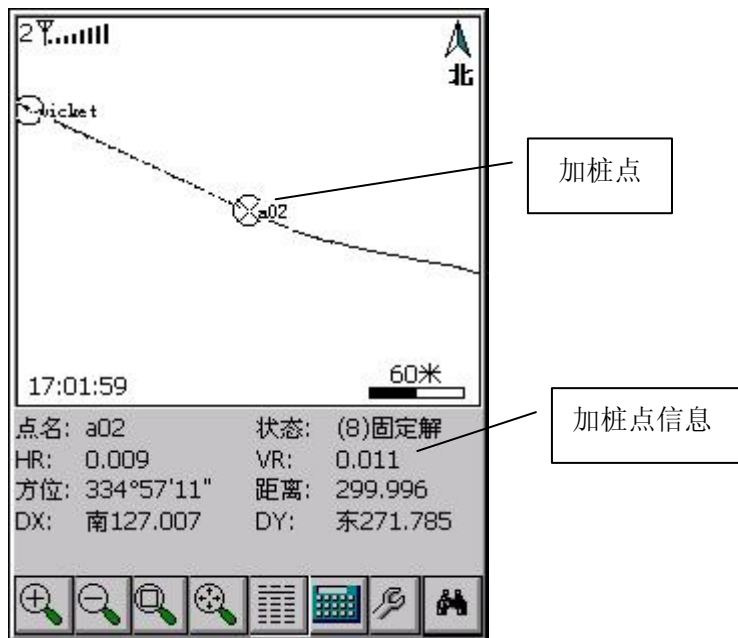 2
北
bicket
a02
加桩点
17:01:59
60米
点名: a02 状态: (8)固定解
HR: 0.009 VR: 0.011
方位: 334°57'11" 距离: 299.996
DX: 南127.007 DY: 东271.785
加桩点信息